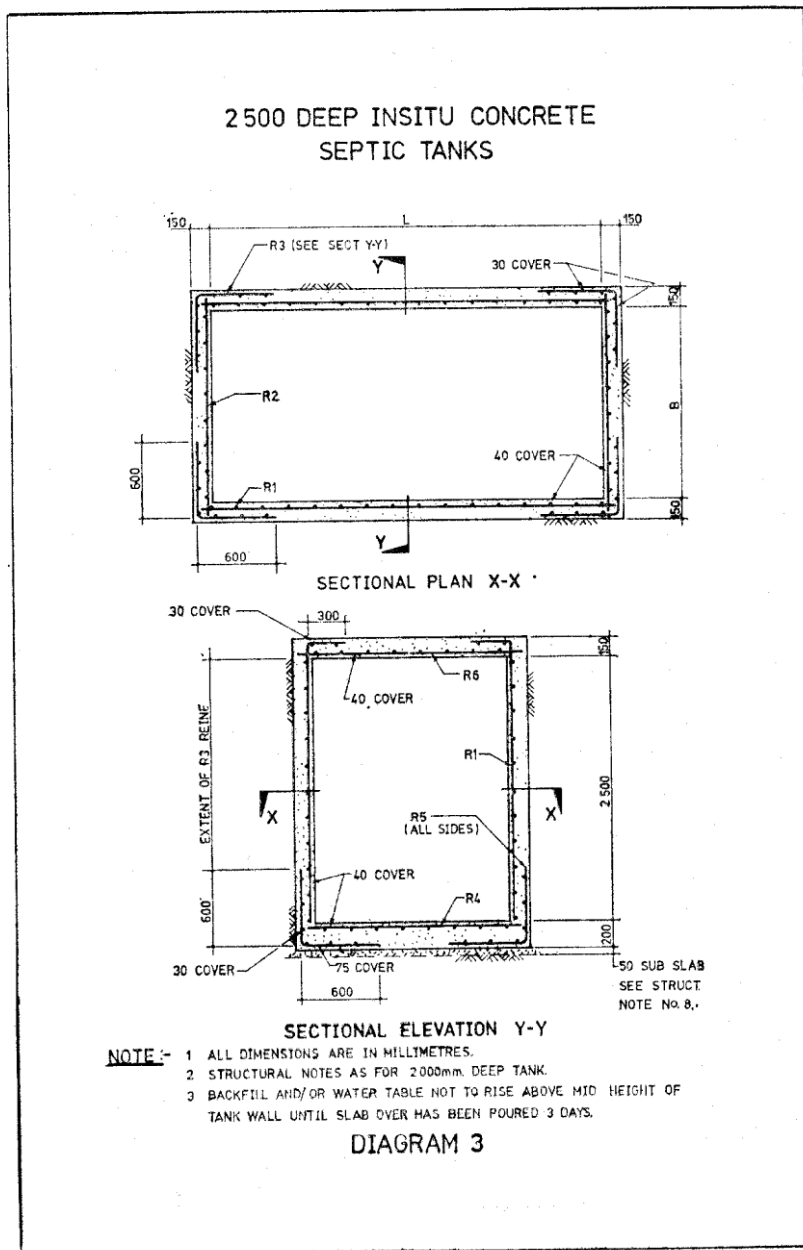 2500 DEEP INSITU CONCRETE
SEPTIC TANKS
150
L
150
R3 (SEE SECT Y-Y)
Y
30 COVER
150
R2
B
600
40 COVER
R1
150
Y
600
SECTIONAL PLAN X-X
30 COVER
300
150
R6
40 COVER
EXTENT OF R3 REINF
R1
2500
X
X
R5
(ALL SIDES)
40 COVER
R4
600
200
30 COVER
75 COVER
600
50 SUB SLAB
SEE STRUCT
NOTE No. 8.
SECTIONAL ELEVATION Y-Y
NOTE :- 1 ALL DIMENSIONS ARE IN MILLIMETRES.
2 STRUCTURAL NOTES AS FOR 2000mm. DEEP TANK.
3 BACKFILL AND/OR WATER TABLE NOT TO RISE ABOVE MID HEIGHT OF
TANK WALL UNTIL SLAB OVER HAS BEEN POURED 3 DAYS.
DIAGRAM 3